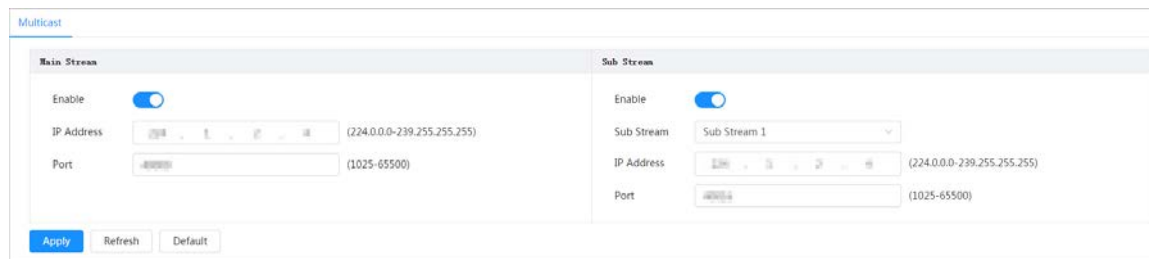 Multicast
Main Stream
Enable
IP Address (224.0.0.0-239.255.255.255)
Port (1025-65500)
Sub Stream
Enable
Sub Stream Sub Stream 1
IP Address (224.0.0.0-239.255.255.255)
Port (1025-65500)
Apply Refresh Default